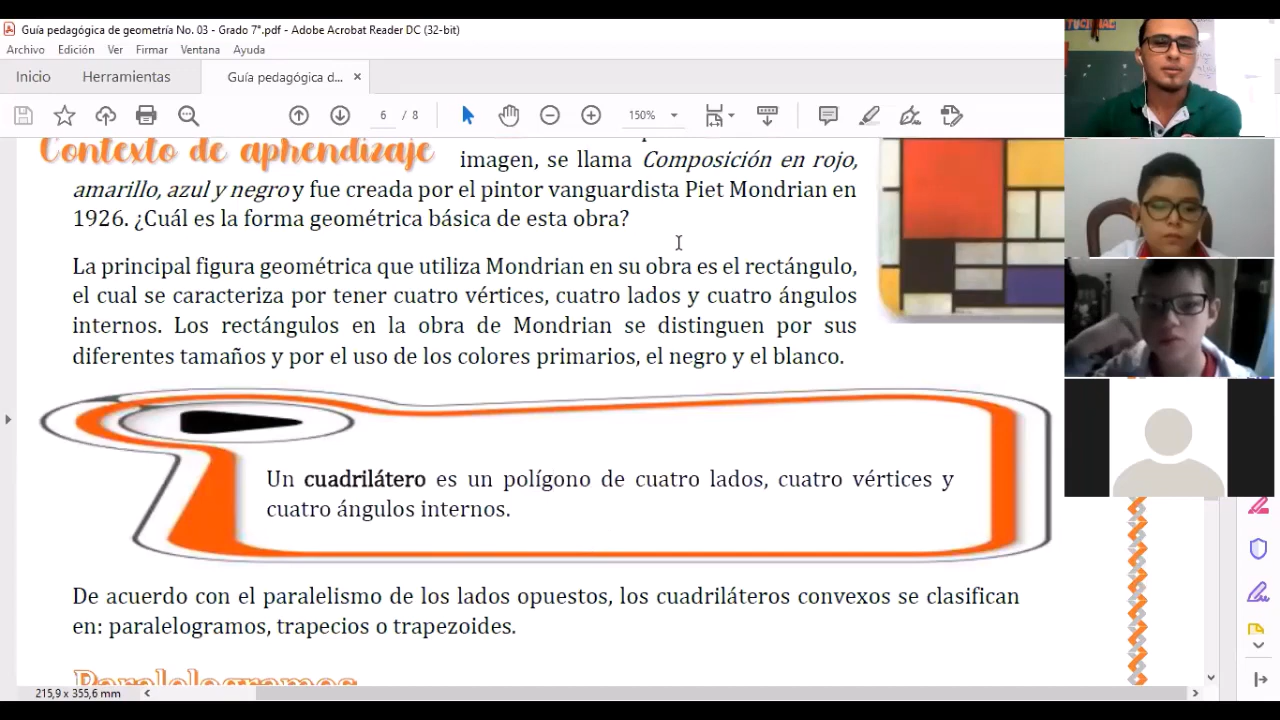 Guía pedagógica de geometría No. 03 - Grado 7°.pdf - Adobe Acrobat Reader DC (32-bit)
Archivo Edición Ver Firmar Ventana Ayuda
Inicio Herramientas Guía pedagógica d... ×
6 / 8 150%
Contexto de aprendizaje
imagen, se llama Composición en rojo,
amarillo, azul y negro y fue creada por el pintor vanguardista Piet Mondrian en
1926. ¿Cuál es la forma geométrica básica de esta obra?
La principal figura geométrica que utiliza Mondrian en su obra es el rectángulo,
el cual se caracteriza por tener cuatro vértices, cuatro lados y cuatro ángulos
internos. Los rectángulos en la obra de Mondrian se distinguen por sus
diferentes tamaños y por el uso de los colores primarios, el negro y el blanco.
Un cuadrilátero es un polígono de cuatro lados, cuatro vértices y
cuatro ángulos internos.
De acuerdo con el paralelismo de los lados opuestos, los cuadriláteros convexos se clasifican
en: paralelogramos, trapecios o trapezoides.
Paralelogramos
215,9 x 355,6 mm